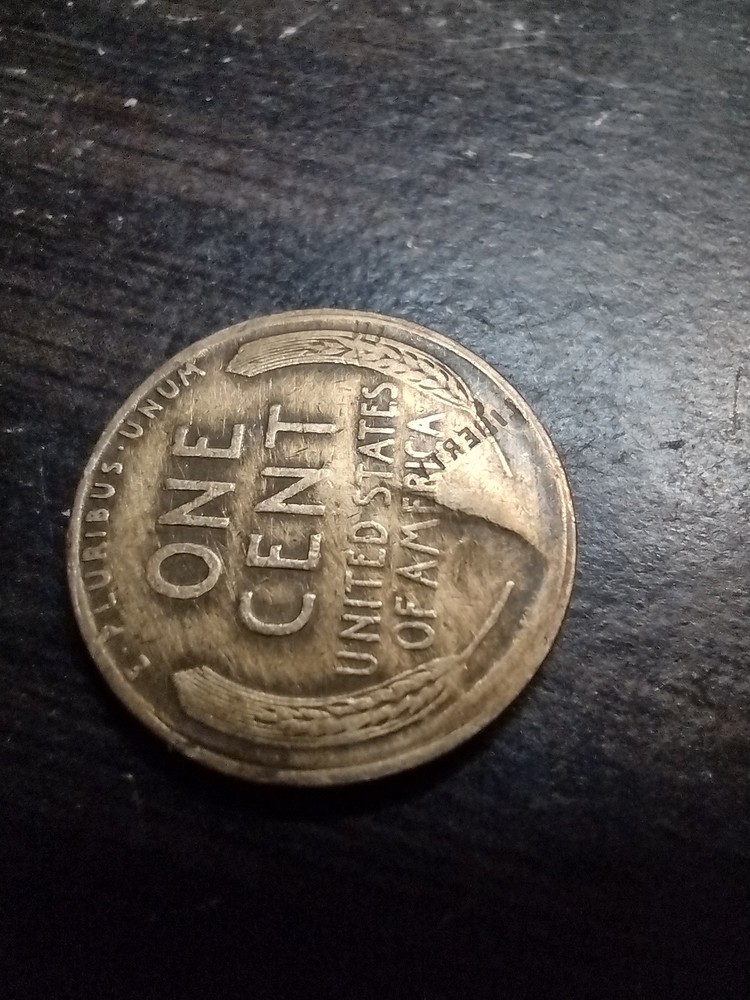 E·PLURIBUS·UNUM
ONE
CENT
UNITED STATES
OF AMERICA